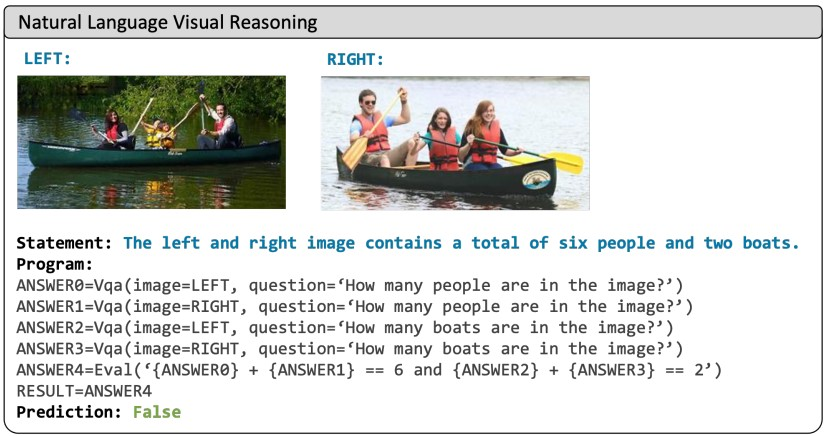 Natural Language Visual Reasoning
LEFT: RIGHT:
Statement: The left and right image contains a total of six people and two boats.
Program:
ANSWER0=Vqa(image=LEFT, question=‘How many people are in the image?’)
ANSWER1=Vqa(image=RIGHT, question=‘How many people are in the image?’)
ANSWER2=Vqa(image=LEFT, question=‘How many boats are in the image?’)
ANSWER3=Vqa(image=RIGHT, question=‘How many boats are in the image?’)
ANSWER4=Eval(‘{ANSWER0} + {ANSWER1} == 6 and {ANSWER2} + {ANSWER3} == 2’)
RESULT=ANSWER4
Prediction: False